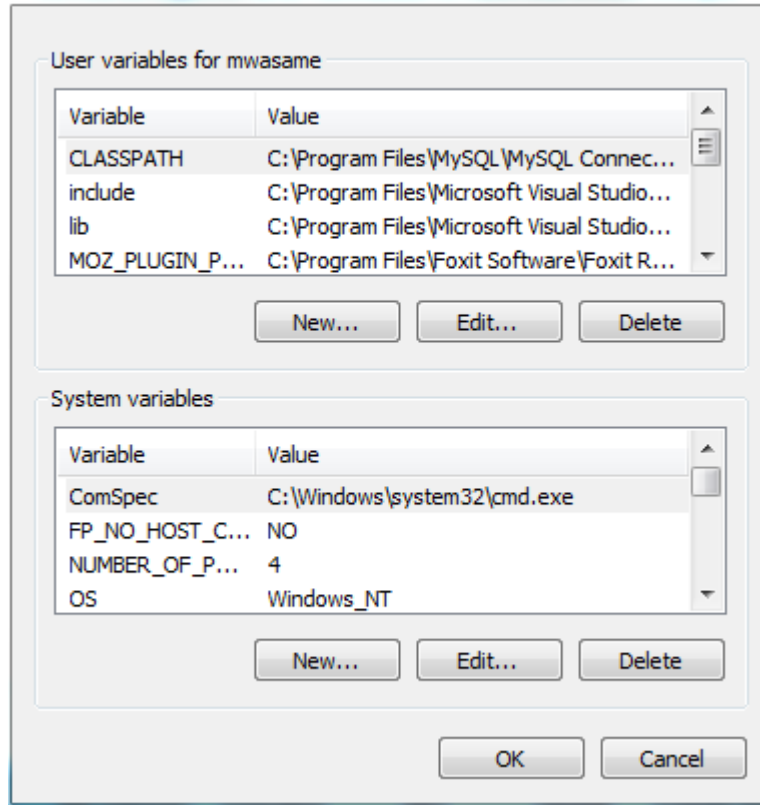 User variables for mwasame
Variable Value
CLASSPATH C:\Program Files\MySQL\MySQL Connec...
include C:\Program Files\Microsoft Visual Studio...
lib C:\Program Files\Microsoft Visual Studio...
MOZ_PLUGIN_P... C:\Program Files\Foxit Software\Foxit R...
New... Edit... Delete
System variables
Variable Value
ComSpec C:\Windows\system32\cmd.exe
FP_NO_HOST_C... NO
NUMBER_OF_P... 4
OS Windows_NT
New... Edit... Delete
OK Cancel